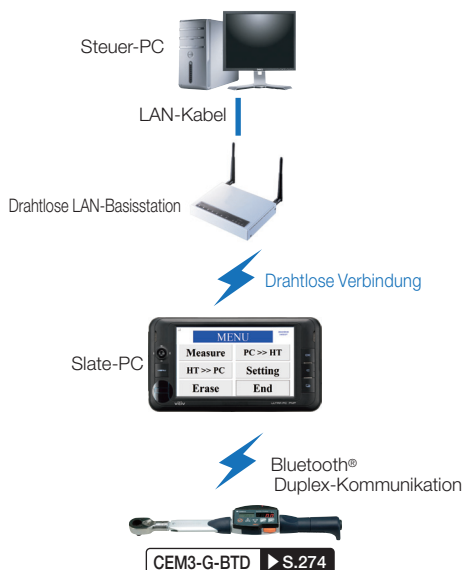 Steuer-PC
LAN-Kabel
Drahtlose LAN-Basisstation
Drahtlose Verbindung
Slate-PC
MENU
Measure
PC >> HT
HT >> PC
Setting
Erase
End
Bluetooth®
Duplex-Kommunikation
CEM3-G-BTD ▶ S.274